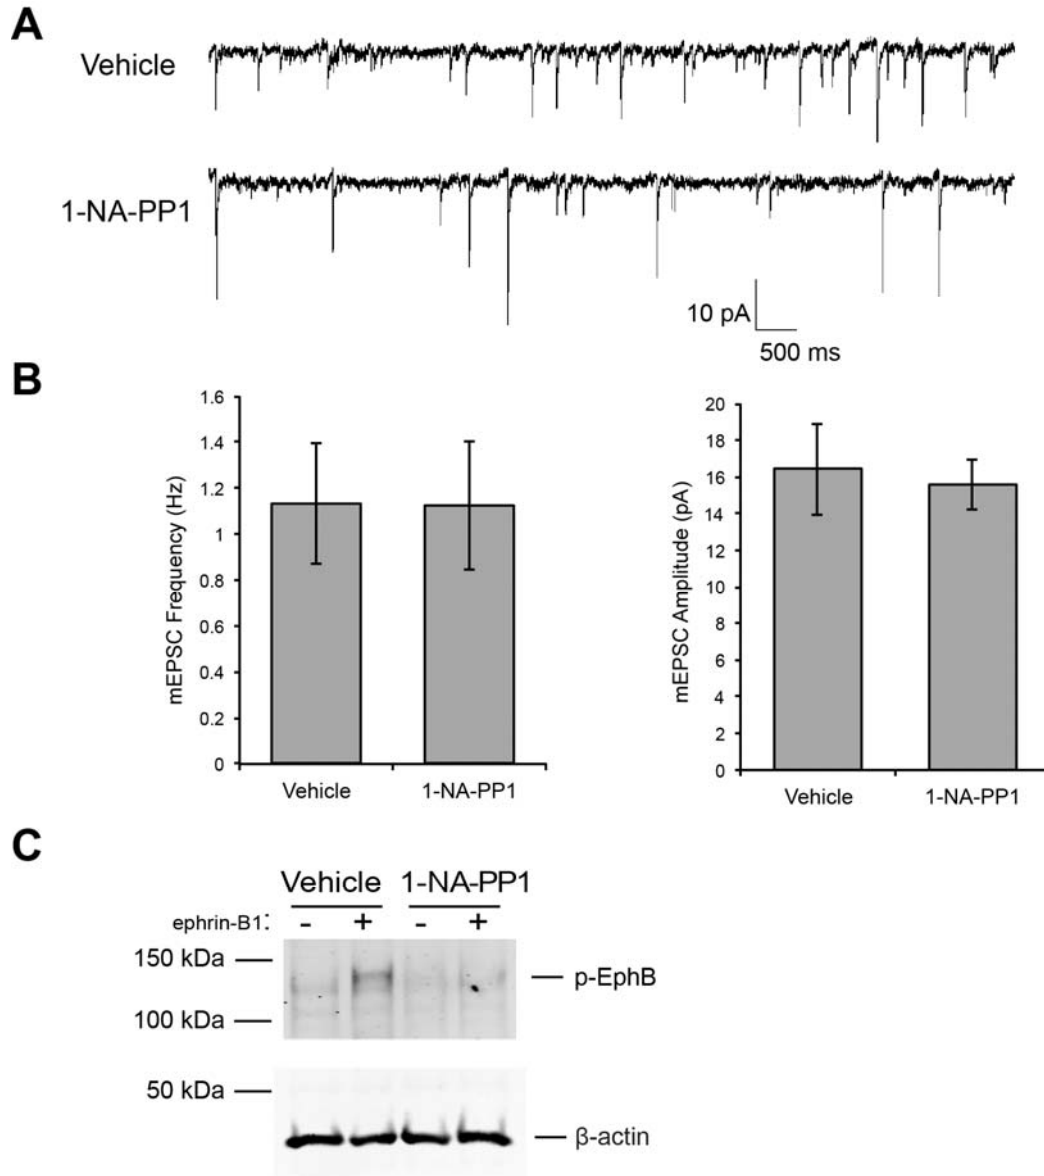 A
Vehicle
1-NA-PP1
10 pA
500 ms
B
mEPSC Frequency (Hz)
1.6
1.4
1.2
1
0.8
0.6
0.4
0.2
0
Vehicle 1-NA-PP1
mEPSC Amplitude (pA)
20
18
16
14
12
10
8
6
4
2
0
Vehicle 1-NA-PP1
C
Vehicle 1-NA-PP1
ephrin-B1: - + - +
150 kDa
p-EphB
100 kDa
50 kDa
β-actin